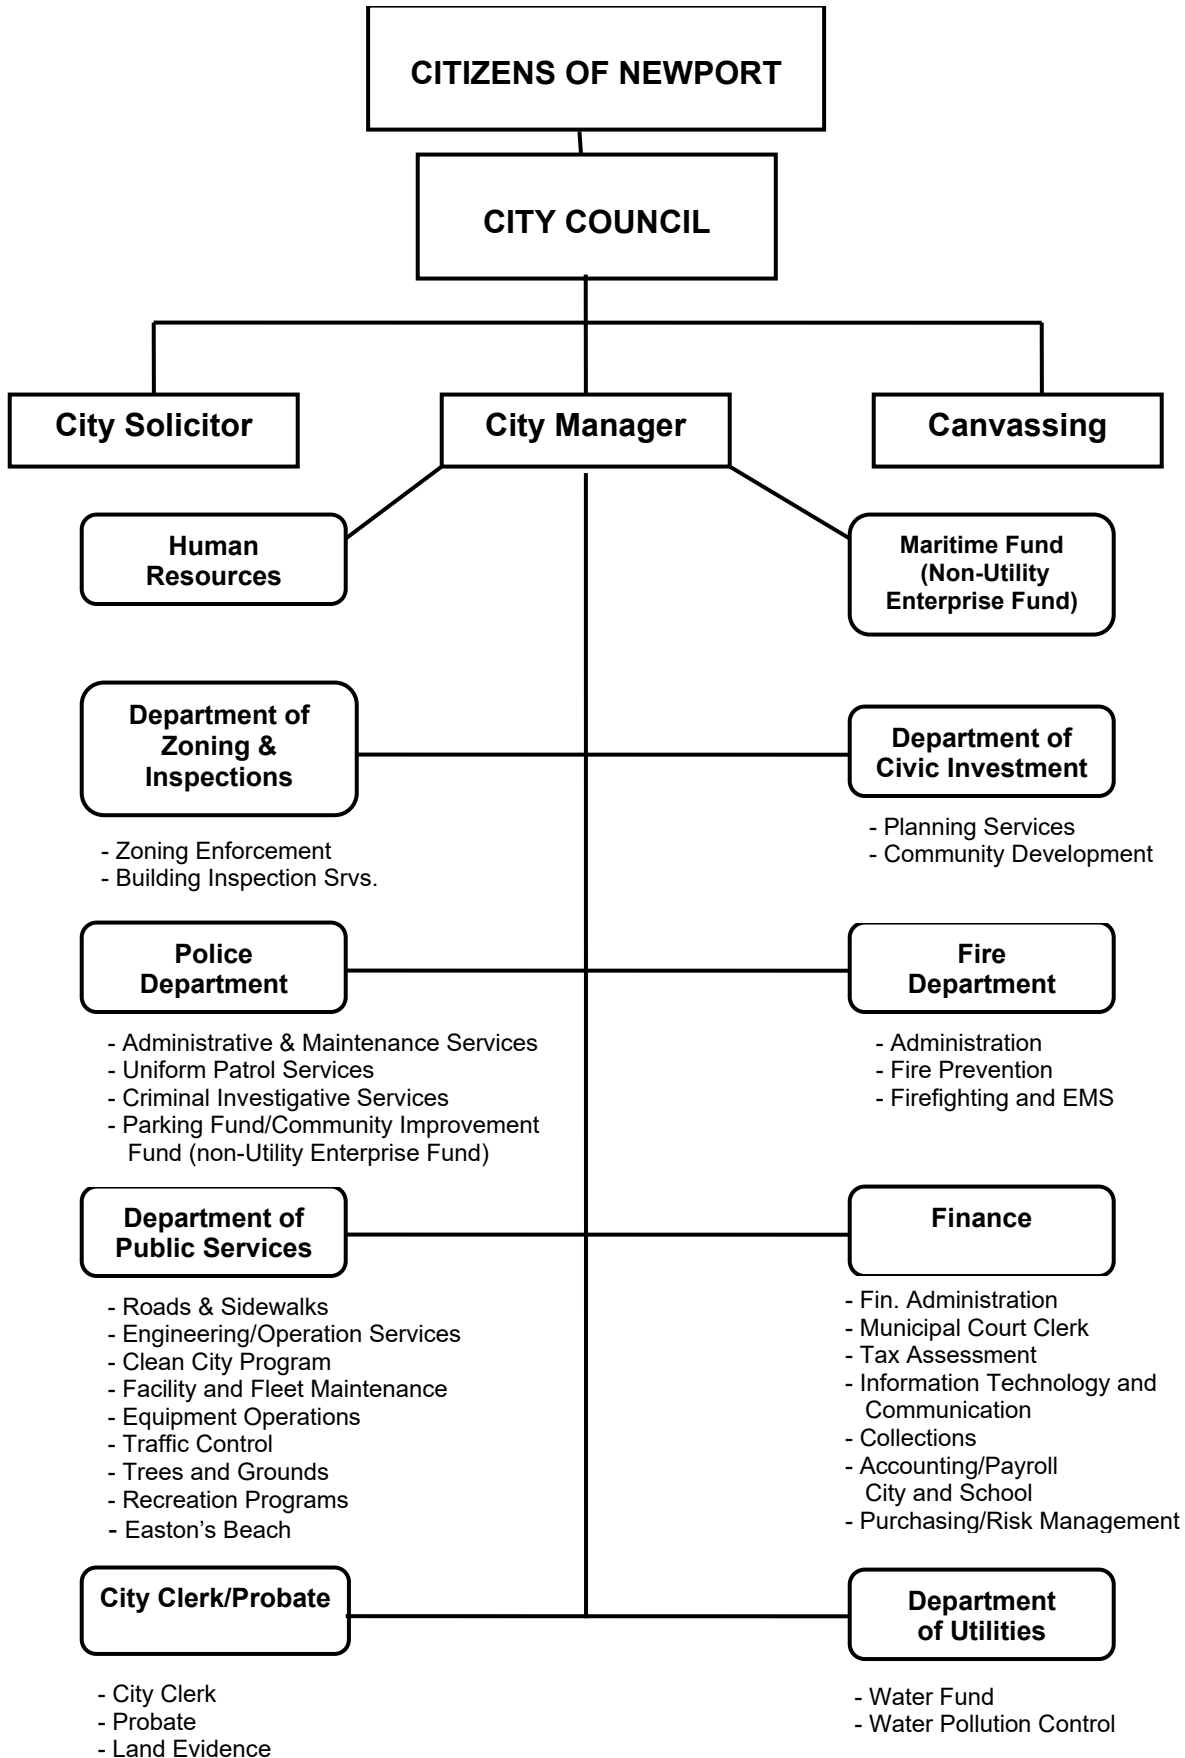 CITIZENS OF NEWPORT
CITY COUNCIL
City Solicitor
City Manager
Canvassing
Human
Resources
Maritime Fund
(Non-Utility
Enterprise Fund)
Department of
Zoning &
Inspections
- Zoning Enforcement
- Building Inspection Srvs.
Department of
Civic Investment
- Planning Services
- Community Development
Police
Department
- Administrative & Maintenance Services
- Uniform Patrol Services
- Criminal Investigative Services
- Parking Fund/Community Improvement
Fund (non-Utility Enterprise Fund)
Fire
Department
- Administration
- Fire Prevention
- Firefighting and EMS
Department of
Public Services
- Roads & Sidewalks
- Engineering/Operation Services
- Clean City Program
- Facility and Fleet Maintenance
- Equipment Operations
- Traffic Control
- Trees and Grounds
- Recreation Programs
- Easton’s Beach
Finance
- Fin. Administration
- Municipal Court Clerk
- Tax Assessment
- Information Technology and
Communication
- Collections
- Accounting/Payroll
City and School
- Purchasing/Risk Management
City Clerk/Probate
- City Clerk
- Probate
- Land Evidence
Department
of Utilities
- Water Fund
- Water Pollution Control